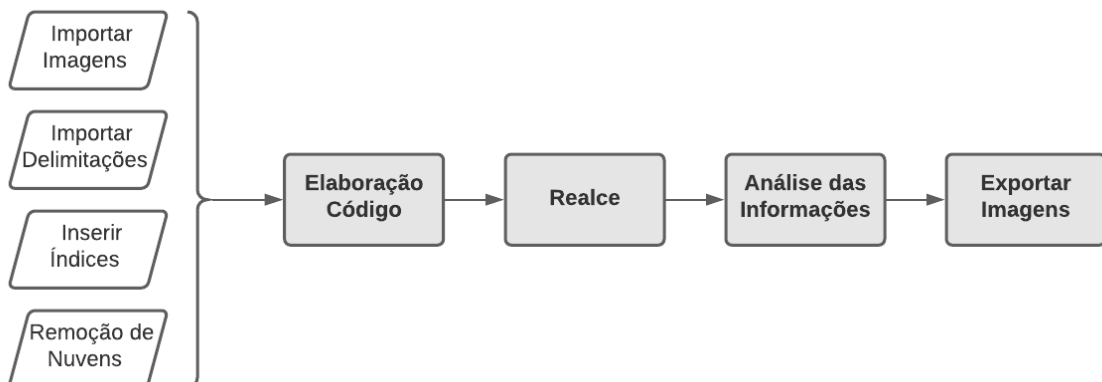 Importar
Imagens
Importar
Delimitações
Inserir
Índices
Remoção de
Nuvens
Elaboração
Código
Realce
Análise das
Informações
Exportar
Imagens